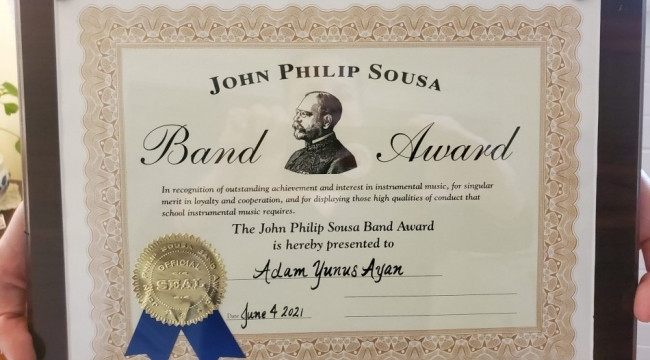 JOHN PHILIP SOUSA
Band Award
In recognition of outstanding achievement and interest in instrumental music, for singular
merit in loyalty and cooperation, and for displaying those high qualities of conduct that
school instrumental music requires.
The John Philip Sousa Band Award
is hereby presented to
Adam Yunus Ayan
SOUSA BAND
OFFICIAL
SEAL
Date June 4 2021